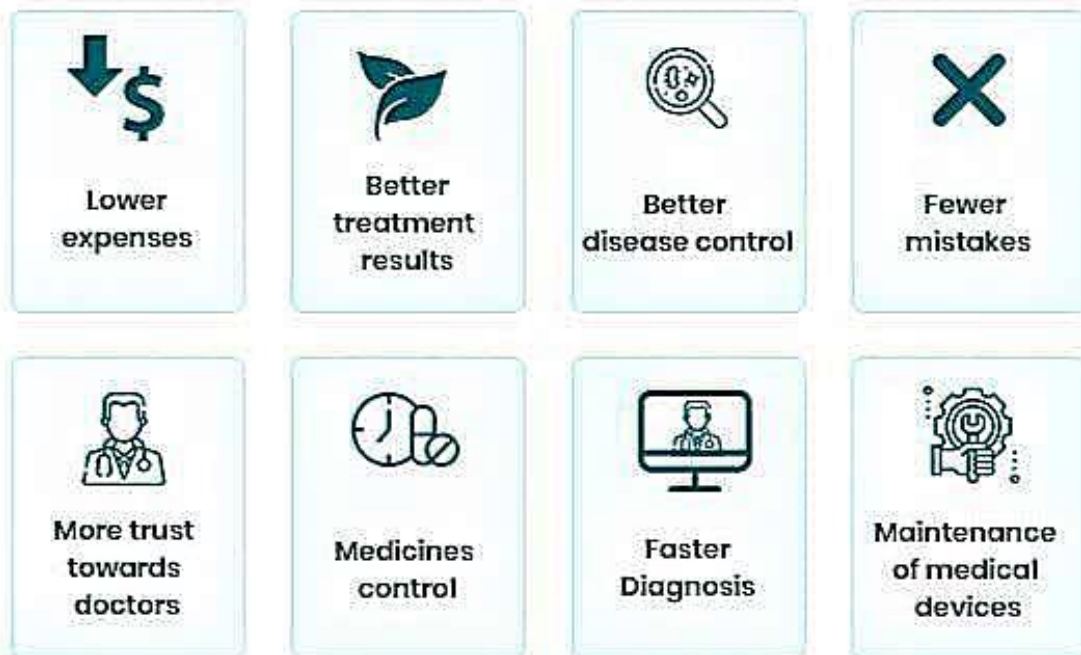 Lower
expenses
Better
treatment
results
Better
disease control
Fewer
mistakes
More trust
towards
doctors
Medicines
control
Faster
Diagnosis
Maintenance
of medical
devices